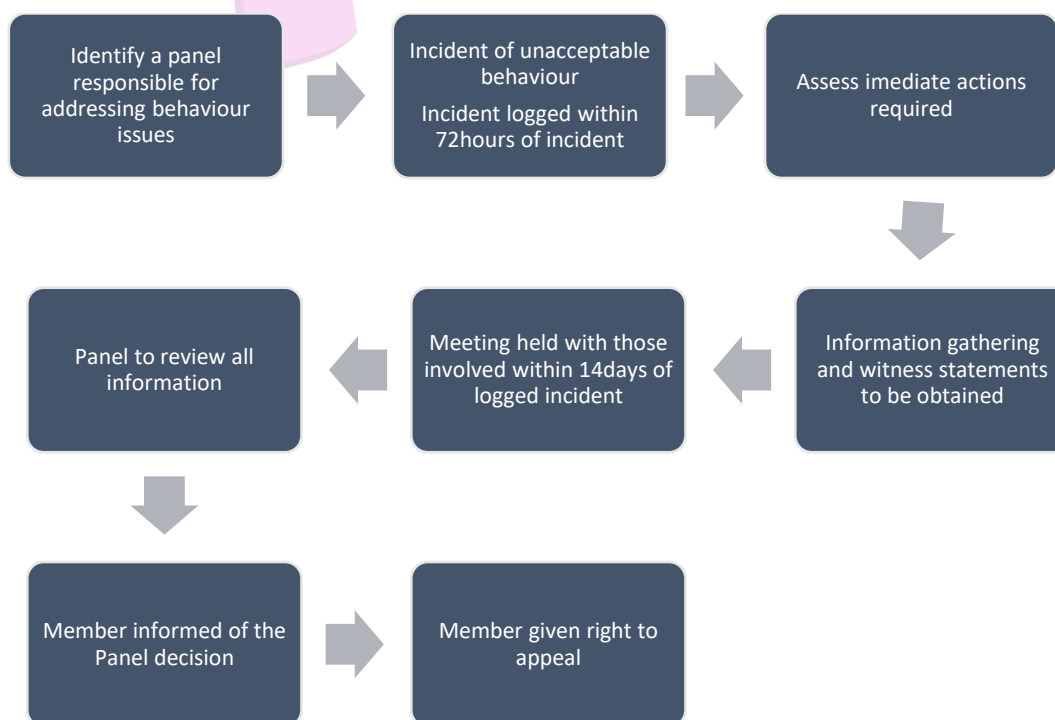 Identify a panel
responsible for
addressing behaviour
issues
Incident of unacceptable
behaviour
Incident logged within
72hours of incident
Assess imediate actions
required
Information gathering
and witness statements
to be obtained
Meeting held with those
involved within 14days of
logged incident
Panel to review all
information
Member informed of the
Panel decision
Member given right to
appeal